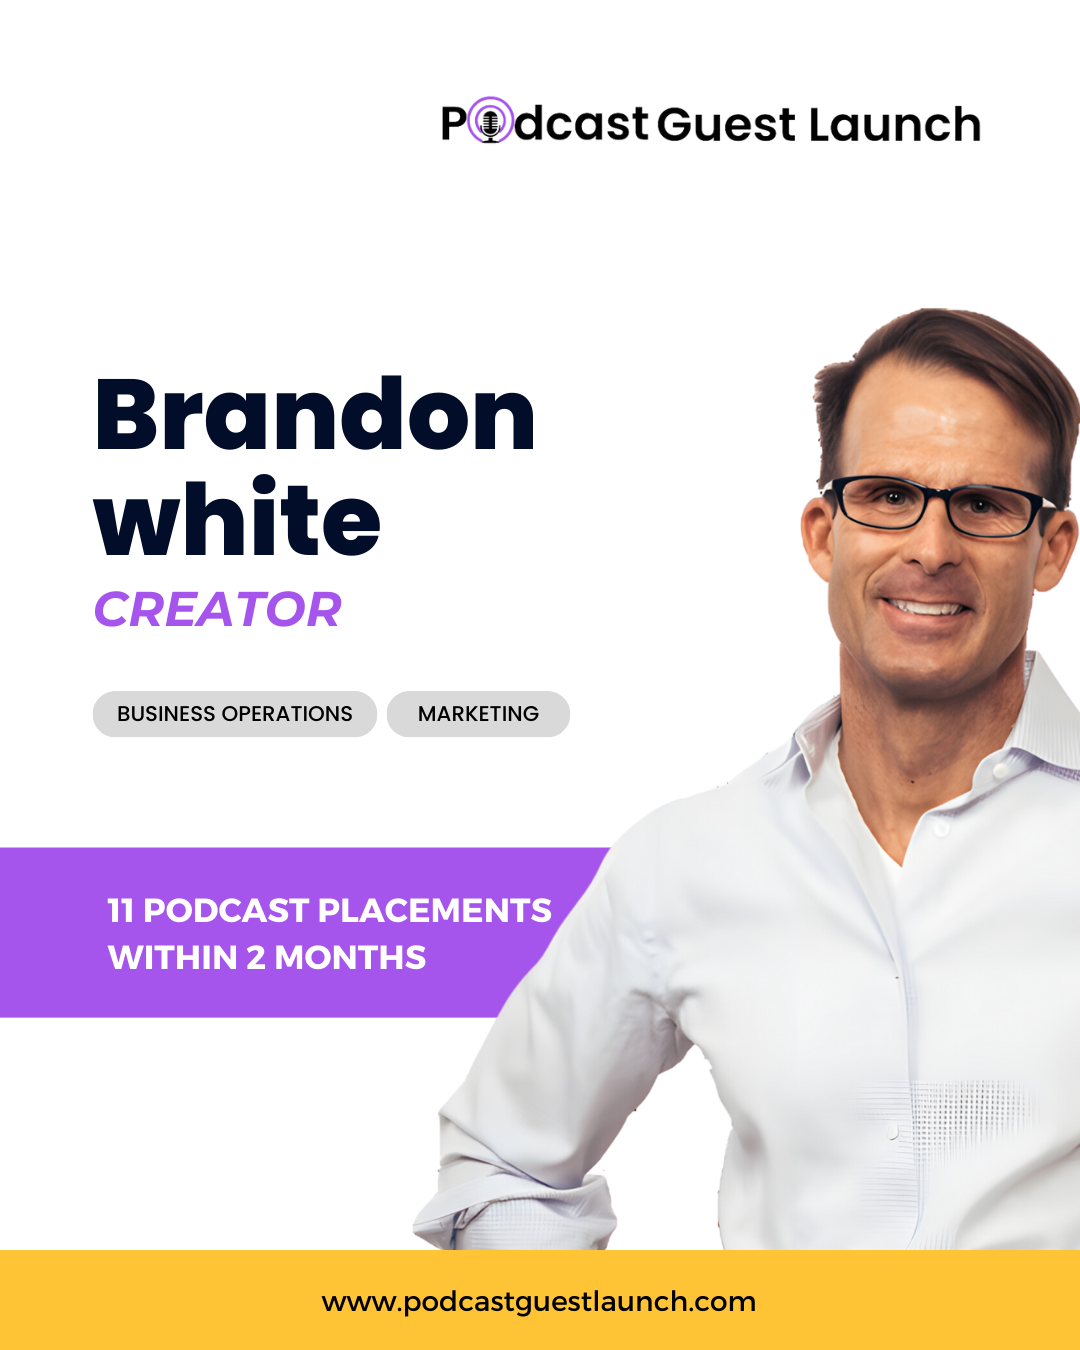 Podcast Guest Launch
Brandon
white
CREATOR
BUSINESS OPERATIONS MARKETING
11 PODCAST PLACEMENTS
WITHIN 2 MONTHS
www.podcastguestlaunch.com